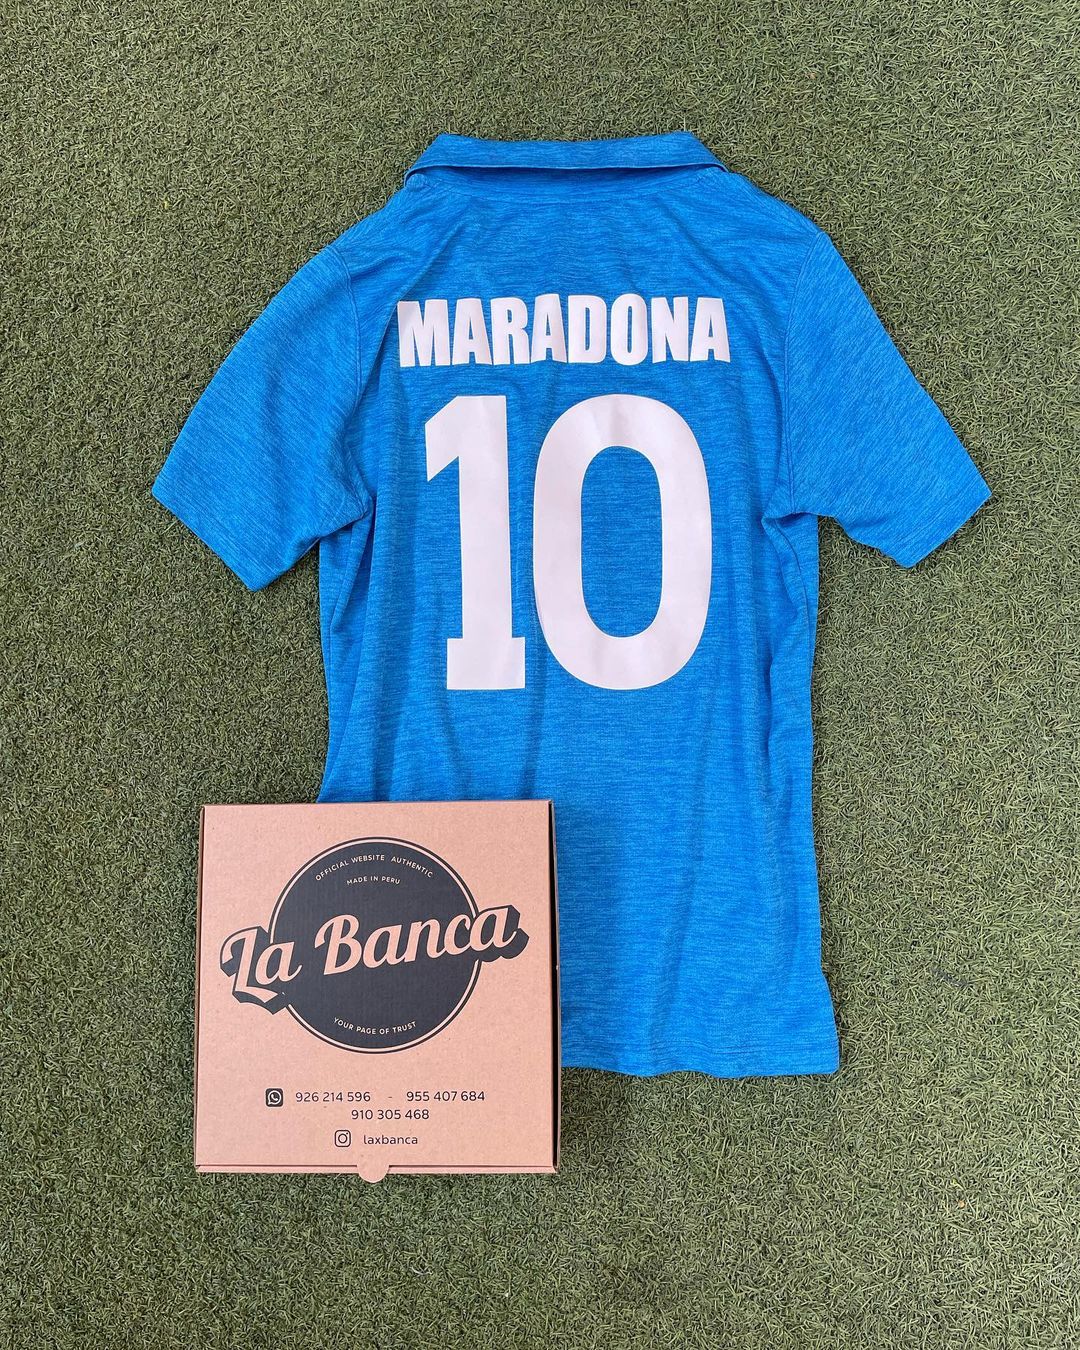 MARADONA
10
OFFICIAL WEBSITE AUTHENTIC
MADE IN PERU
La Banca
YOUR PAGE OF TRUST
926 214 596 - 955 407 684
910 305 468
laxbanca